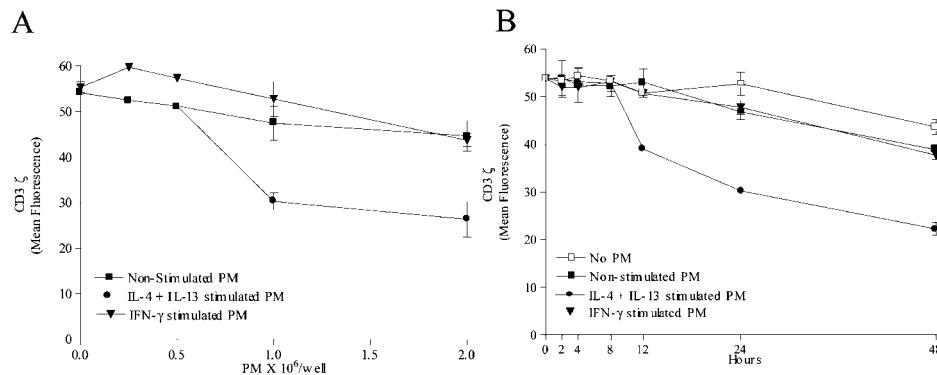 A
60
50
40
30
20
10
0
CD3 ζ
(Mean Fluorescence)
Non-Stimulated PM
IL-4 + IL-13 stimulated PM
IFN-γ stimulated PM
0.0 0.5 1.0 1.5 2.0
PM X 10⁶/well
B
60
50
40
30
20
10
0
CD3 ζ
(Mean Fluorescence)
No PM
Non-stimulated PM
IL-4 + IL-13 stimulated PM
IFN-γ stimulated PM
0 2 4 8 12 24 48
Hours